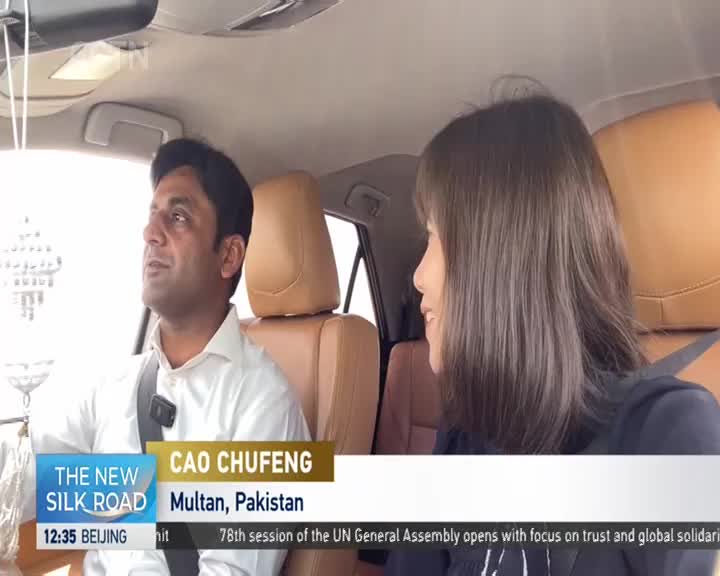 CGTN
CAO CHUFENG
THE NEW
SILK ROAD
Multan, Pakistan
12:35 BEIJING
78th session of the UN General Assembly opens with focus on trust and global solidari